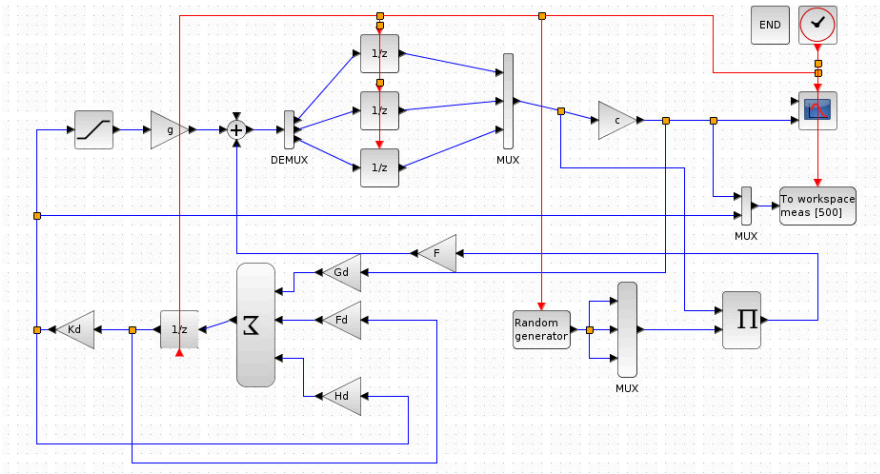 END
1/z
1/z
1/z
g
DEMUX
MUX
c
To workspace
meas [500]
MUX
F
Gd
Σ
Fd
Kd
1/z
Hd
Random
generator
MUX
Π